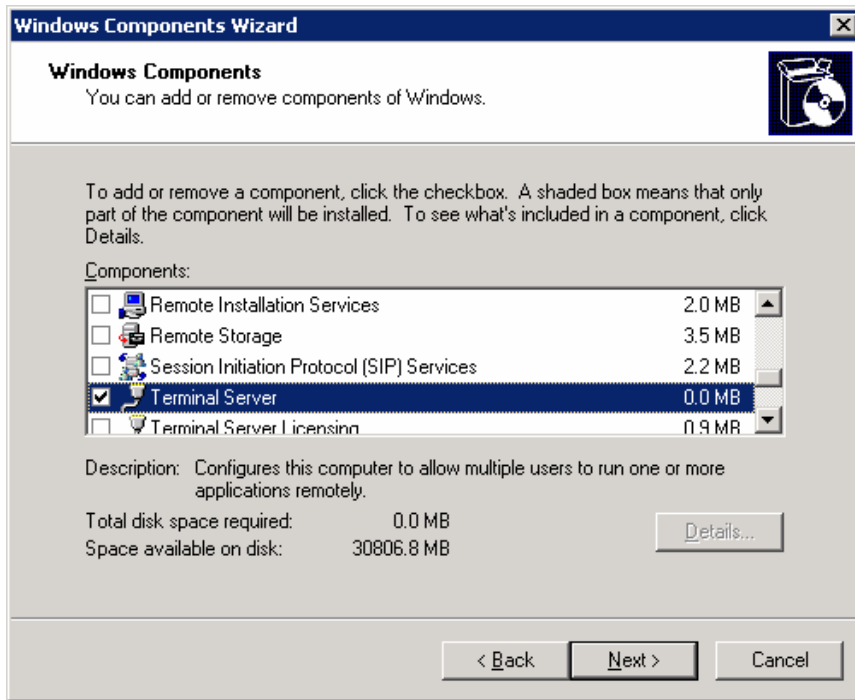 Windows Components Wizard
Windows Components
You can add or remove components of Windows.
To add or remove a component, click the checkbox. A shaded box means that only
part of the component will be installed. To see what's included in a component, click
Details.
Components:
Remote Installation Services 2.0 MB
Remote Storage 3.5 MB
Session Initiation Protocol (SIP) Services 2.2 MB
Terminal Server 0.0 MB
Terminal Server Licensing 0.9 MB
Description: Configures this computer to allow multiple users to run one or more
applications remotely.
Total disk space required: 0.0 MB
Space available on disk: 30806.8 MB
Details...
< Back Next > Cancel